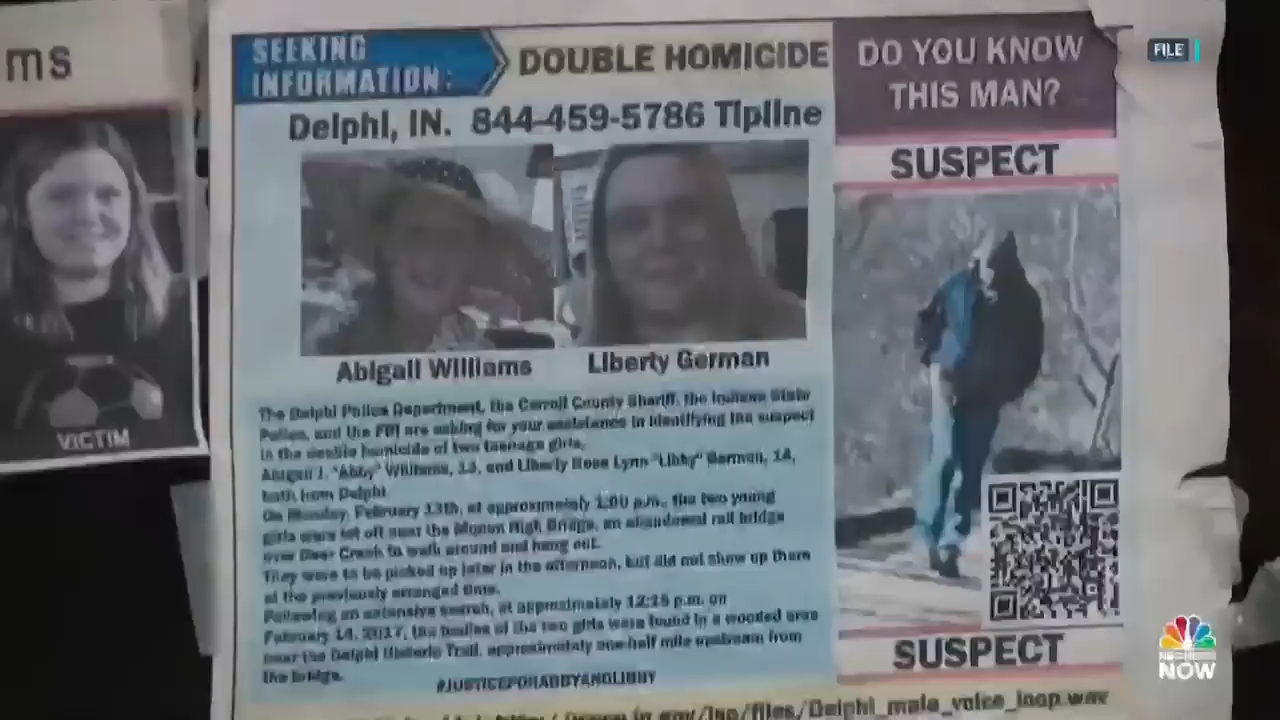 ms
VICTIM
SEEKING
INFORMATION:
DOUBLE HOMICIDE
Delphi, IN. 844-459-5786 Tipline
Abigail Williams
Liberty German
The Delphi Police Department, the Carroll County Sheriff, the Indiana State
Police, and the FBI are asking for your assistance in identifying the suspect
in the double homicide of two teenage girls,
Abigail J. "Abby" Williams, 13, and Liberty Rose Lynn "Libby" German, 14,
both from Delphi.
On Monday, February 13th, at approximately 1:00 p.m., the two young
girls were let off near the Monon High Bridge, an abandoned rail bridge
over Deer Creek to walk around and hang out.
They were to be picked up later in the afternoon, but did not show up there
at the previously arranged time.
Following an extensive search, at approximately 12:15 p.m. on
February 14, 2017, the bodies of the two girls were found in a wooded area
near the Delphi Historic Trail, approximately one-half mile upstream from
the bridge.
#JUSTICEFORABBYANDLIBBY
DO YOU KNOW
THIS MAN?
SUSPECT
SUSPECT
in.gov/isp/files/Delphi_male_voice_loop.wav
FILE
NBC NEWS
NOW